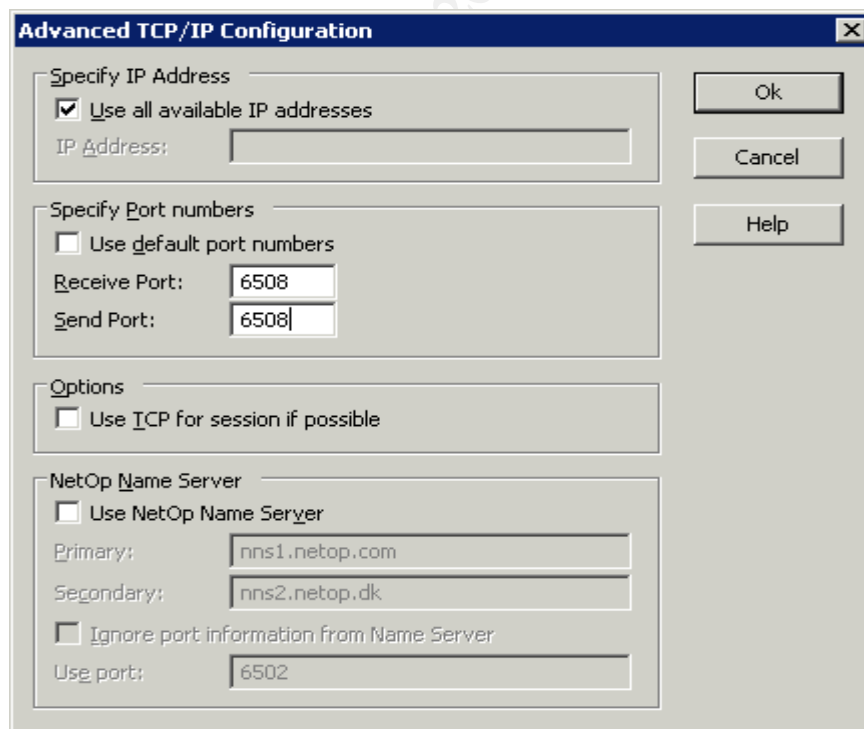 Advanced TCP/IP Configuration
Specify IP Address
Use all available IP addresses
IP Address:
Ok
Cancel
Help
Specify Port numbers
Use default port numbers
Receive Port: 6508
Send Port: 6508
Options
Use TCP for session if possible
NetOp Name Server
Use NetOp Name Server
Primary: nns1.netop.com
Secondary: nns2.netop.dk
Ignore port information from Name Server
Use port: 6502